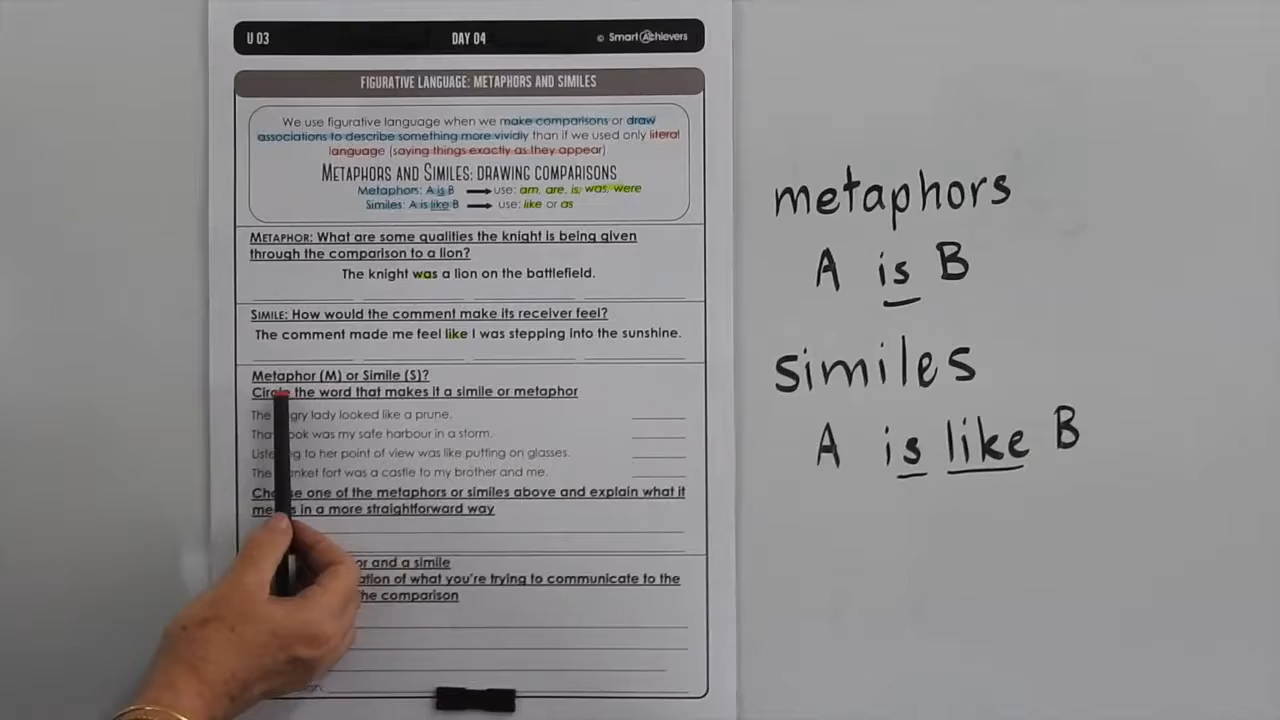 U 03 DAY 04 © Smart Achievers
FIGURATIVE LANGUAGE: METAPHORS AND SIMILES
We use figurative language when we make comparisons or draw
associations to describe something more vividly than if we used only literal
language (saying things exactly as they appear)
METAPHORS AND SIMILES: DRAWING COMPARISONS
Metaphors: A is B → use: am, are, is, was, were
Similes: A is like B → use: like or as
METAPHOR: What are some qualities the knight is being given
through the comparison to a lion?
The knight was a lion on the battlefield.
SIMILE: How would the comment make its receiver feel?
The comment made me feel like I was stepping into the sunshine.
Metaphor (M) or Simile (S)?
Circle the word that makes it a simile or metaphor
The angry lady looked like a prune.
That book was my safe harbour in a storm.
Listening to her point of view was like putting on glasses.
The blanket fort was a castle to my brother and me.
Choose one of the metaphors or similes above and explain what it
means in a more straightforward way
and a simile
of what you're trying to communicate to the
the comparison
metaphors
A is B
similes
A is like B